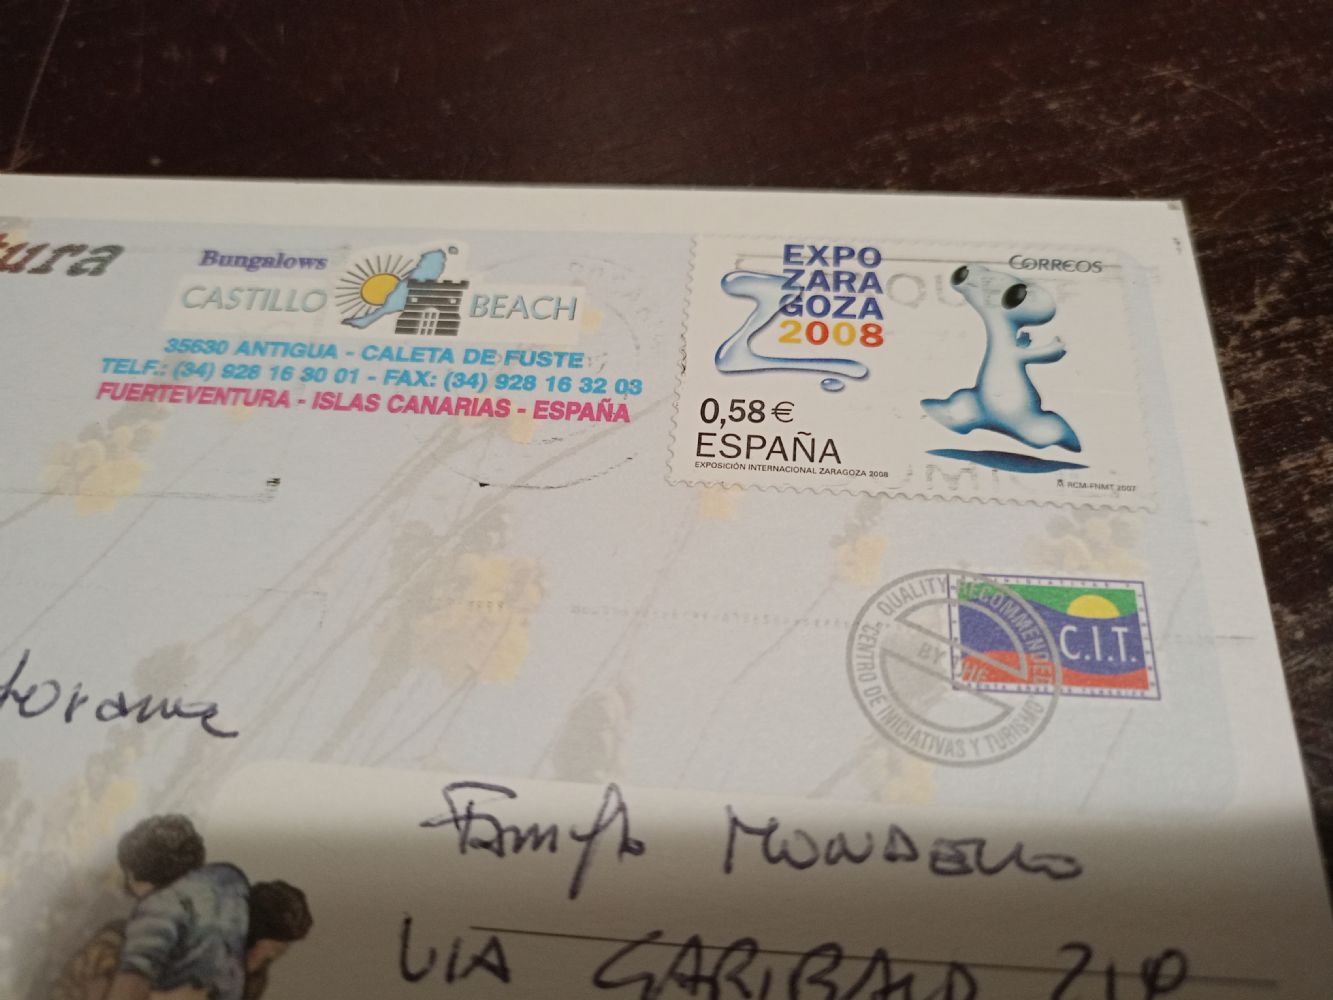 tura
Bungalows
CASTILLO BEACH
35630 ANTIGUA - CALETA DE FUSTE
TELF.: (34) 928 16 30 01 - FAX: (34) 928 16 32 03
FUERTEVENTURA - ISLAS CANARIAS - ESPAÑA
EXPO
ZARA
GOZA
2008
CORREOS
0,58 €
ESPAÑA
EXPOSICIÓN INTERNACIONAL ZARAGOZA 2008
RCM-FNMT 2007
QUALITY RECOMMENDED
BY THE
"CENTRO DE INICIATIVAS Y TURISMO"
C.I.T.
MONDELLO
VIA GARIBALDI